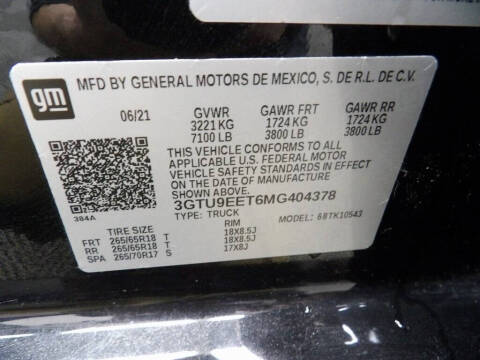 gm
MFD BY GENERAL MOTORS DE MEXICO, S. DE R.L. DE C.V.
06/21 GVWR GAWR FRT GAWR RR
3221 KG 1724 KG 1724 KG
7100 LB 3800 LB 3800 LB
THIS VEHICLE CONFORMS TO ALL
APPLICABLE U.S. FEDERAL MOTOR
VEHICLE SAFETY STANDARDS IN
EFFECT ON THE DATE OF MANUFACTURE
SHOWN ABOVE.
384A 3GTU9EET6MG404378
TYPE: TRUCK MODEL: 6BTK10543
TIRE SIZE RIM
FRT 265/65R18 T 18X8.5J
RR 265/65R18 T 18X8.5J
SPA 265/70R17 S 17X8J